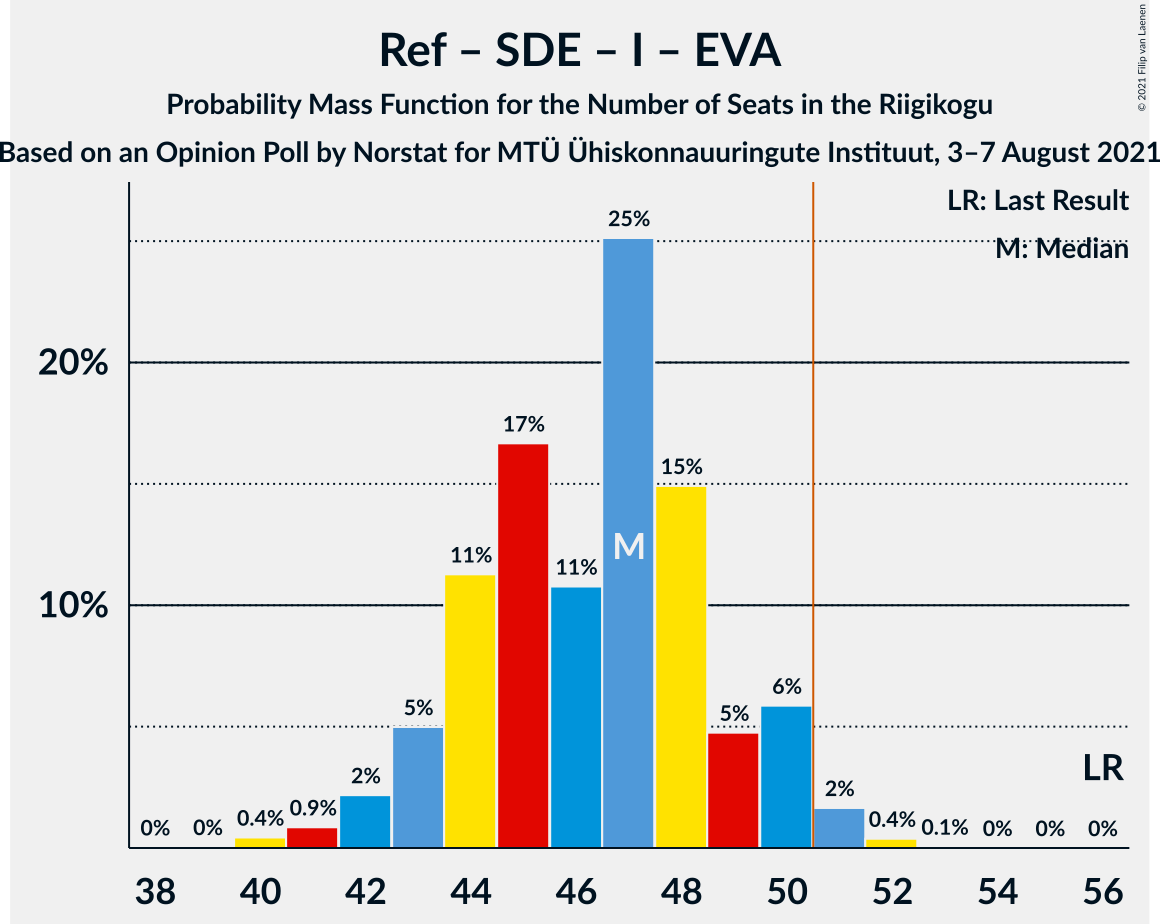 Ref – SDE – I – EVA
Probability Mass Function for the Number of Seats in the Riigikogu
Based on an Opinion Poll by Norstat for MTÜ Ühiskonnauuringute Instituut, 3–7 August 2021
© 2021 Filip van Laenen
LR: Last Result
M: Median
25%
20%
17%
15%
11%
11%
M
10%
6%
5%
5%
LR
2%
2%
0.9%
0.4%
0.4%
0.1%
0%
0%
0%
0%
0%
38 40 42 44 46 48 50 52 54 56